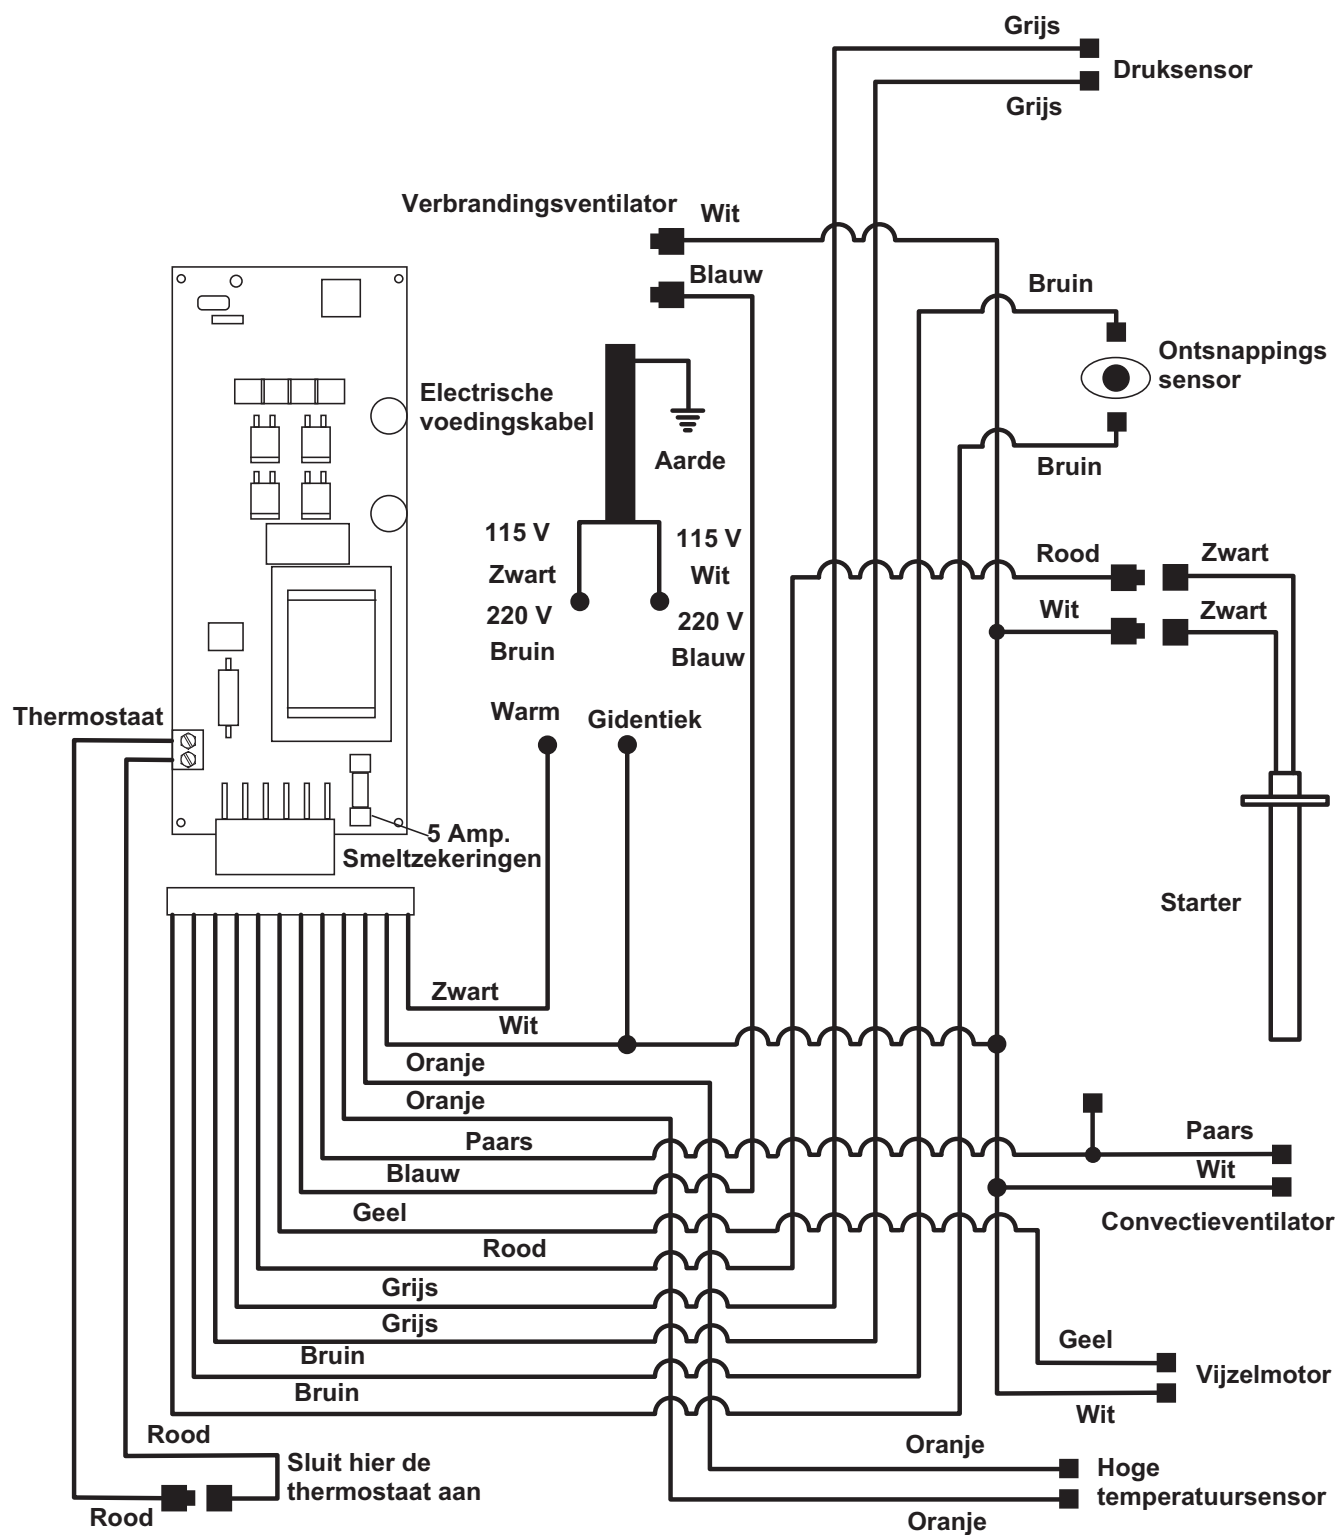 Grijs
Druksensor
Grijs
Verbrandingsventilator
Wit
Blauw
Bruin
Ontsnappings
sensor
Bruin
Electrische
voedingskabel
Aarde
115 V
Zwart
220 V
Bruin
115 V
Wit
220 V
Blauw
Rood
Zwart
Wit
Zwart
Thermostaat
Warm
Gidentiek
5 Amp.
Smeltzekeringen
Starter
Zwart
Wit
Oranje
Oranje
Paars
Blauw
Geel
Rood
Grijs
Grijs
Bruin
Bruin
Paars
Wit
Convectieventilator
Geel
Vijzelmotor
Wit
Rood
Sluit hier de
thermostaat aan
Rood
Oranje
Hoge
temperatuursensor
Oranje